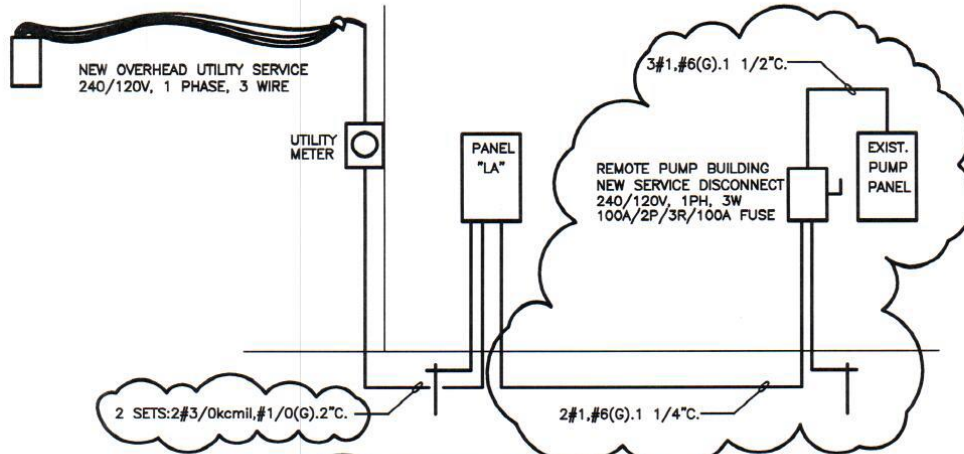 NEW OVERHEAD UTILITY SERVICE
240/120V, 1 PHASE, 3 WIRE
UTILITY
METER
PANEL
"LA"
3#1,#6(G).1 1/2"C.
REMOTE PUMP BUILDING
NEW SERVICE DISCONNECT
240/120V, 1PH, 3W
100A/2P/3R/100A FUSE
EXIST.
PUMP
PANEL
2 SETS:2#3/0kcmil,#1/0(G).2"C.
2#1,#6(G).1 1/4"C.